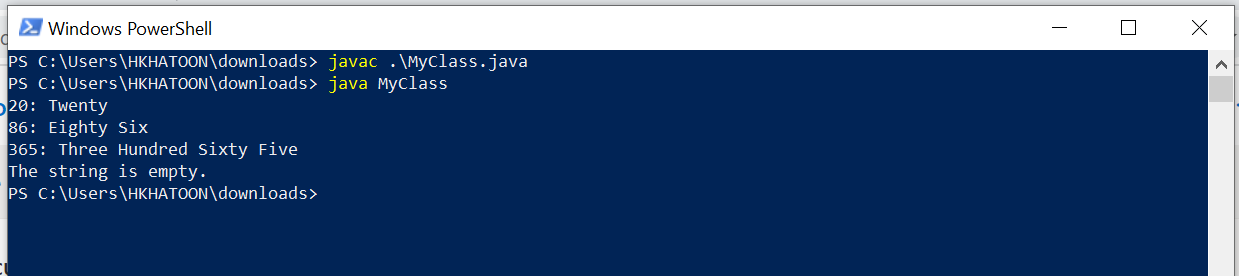 Windows PowerShell
PS C:\Users\HKHATOON\downloads> javac .\MyClass.java
PS C:\Users\HKHATOON\downloads> java MyClass
20: Twenty
86: Eighty Six
365: Three Hundred Sixty Five
The string is empty.
PS C:\Users\HKHATOON\downloads>